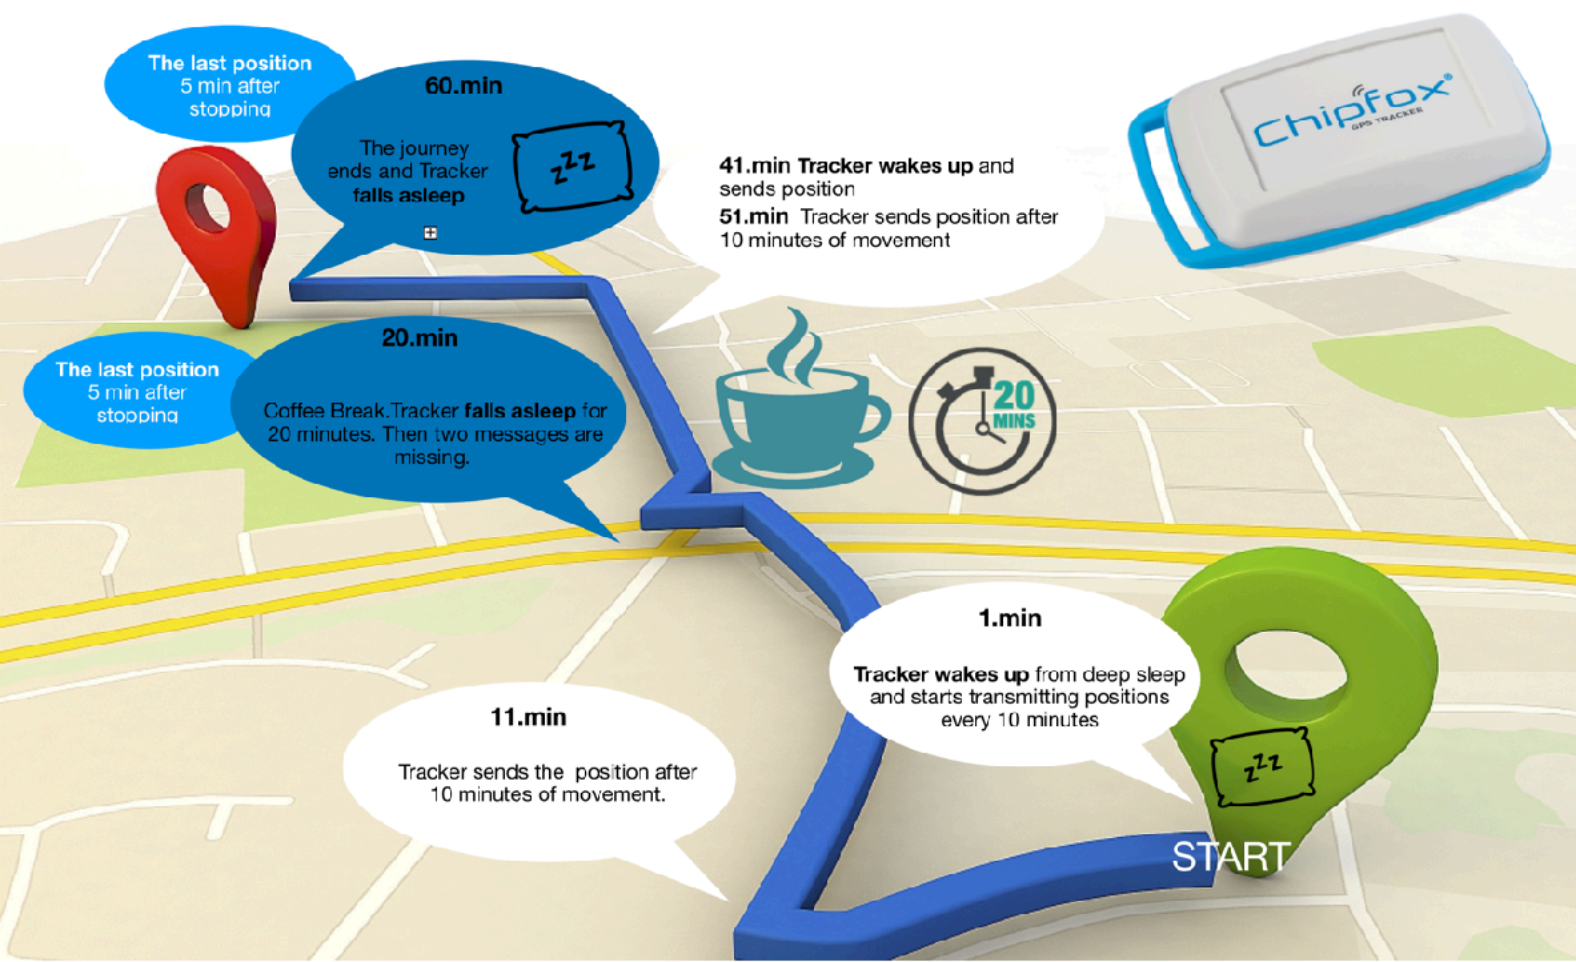 The last position
5 min after
stopping
60.min
The journey
ends and Tracker
falls asleep
zzz
41.min Tracker wakes up and
sends position
51.min Tracker sends position after
10 minutes of movement
Chipfox®
GPS TRACKER
20.min
The last position
5 min after
stopping
Coffee Break.Tracker falls asleep for
20 minutes. Then two messages are
missing.
20
MINS
1.min
Tracker wakes up from deep sleep
and starts transmitting positions
every 10 minutes
11.min
Tracker sends the position after
10 minutes of movement.
zzz
START